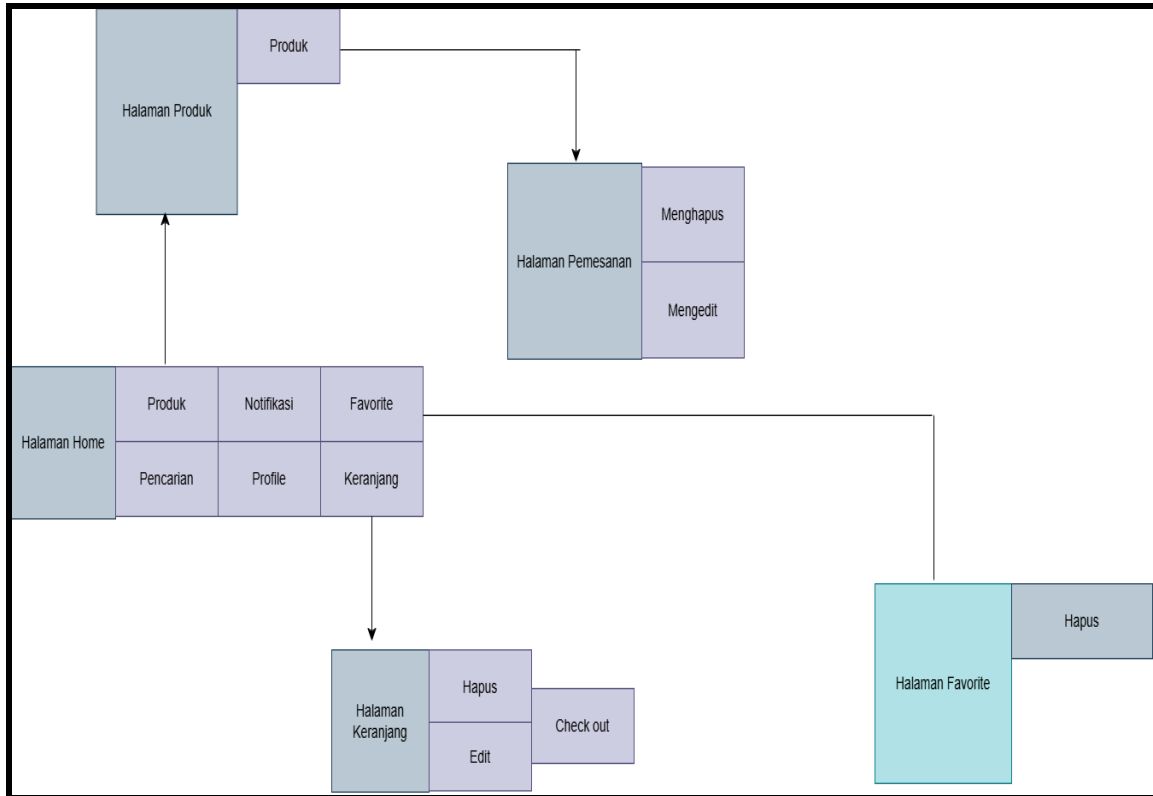 Produk
Halaman Produk
Menghapus
Halaman Pemesanan
Mengedit
Produk
Notifikasi
Favorite
Halaman Home
Pencarian
Profile
Keranjang
Hapus
Halaman Favorite
Hapus
Halaman
Keranjang
Check out
Edit